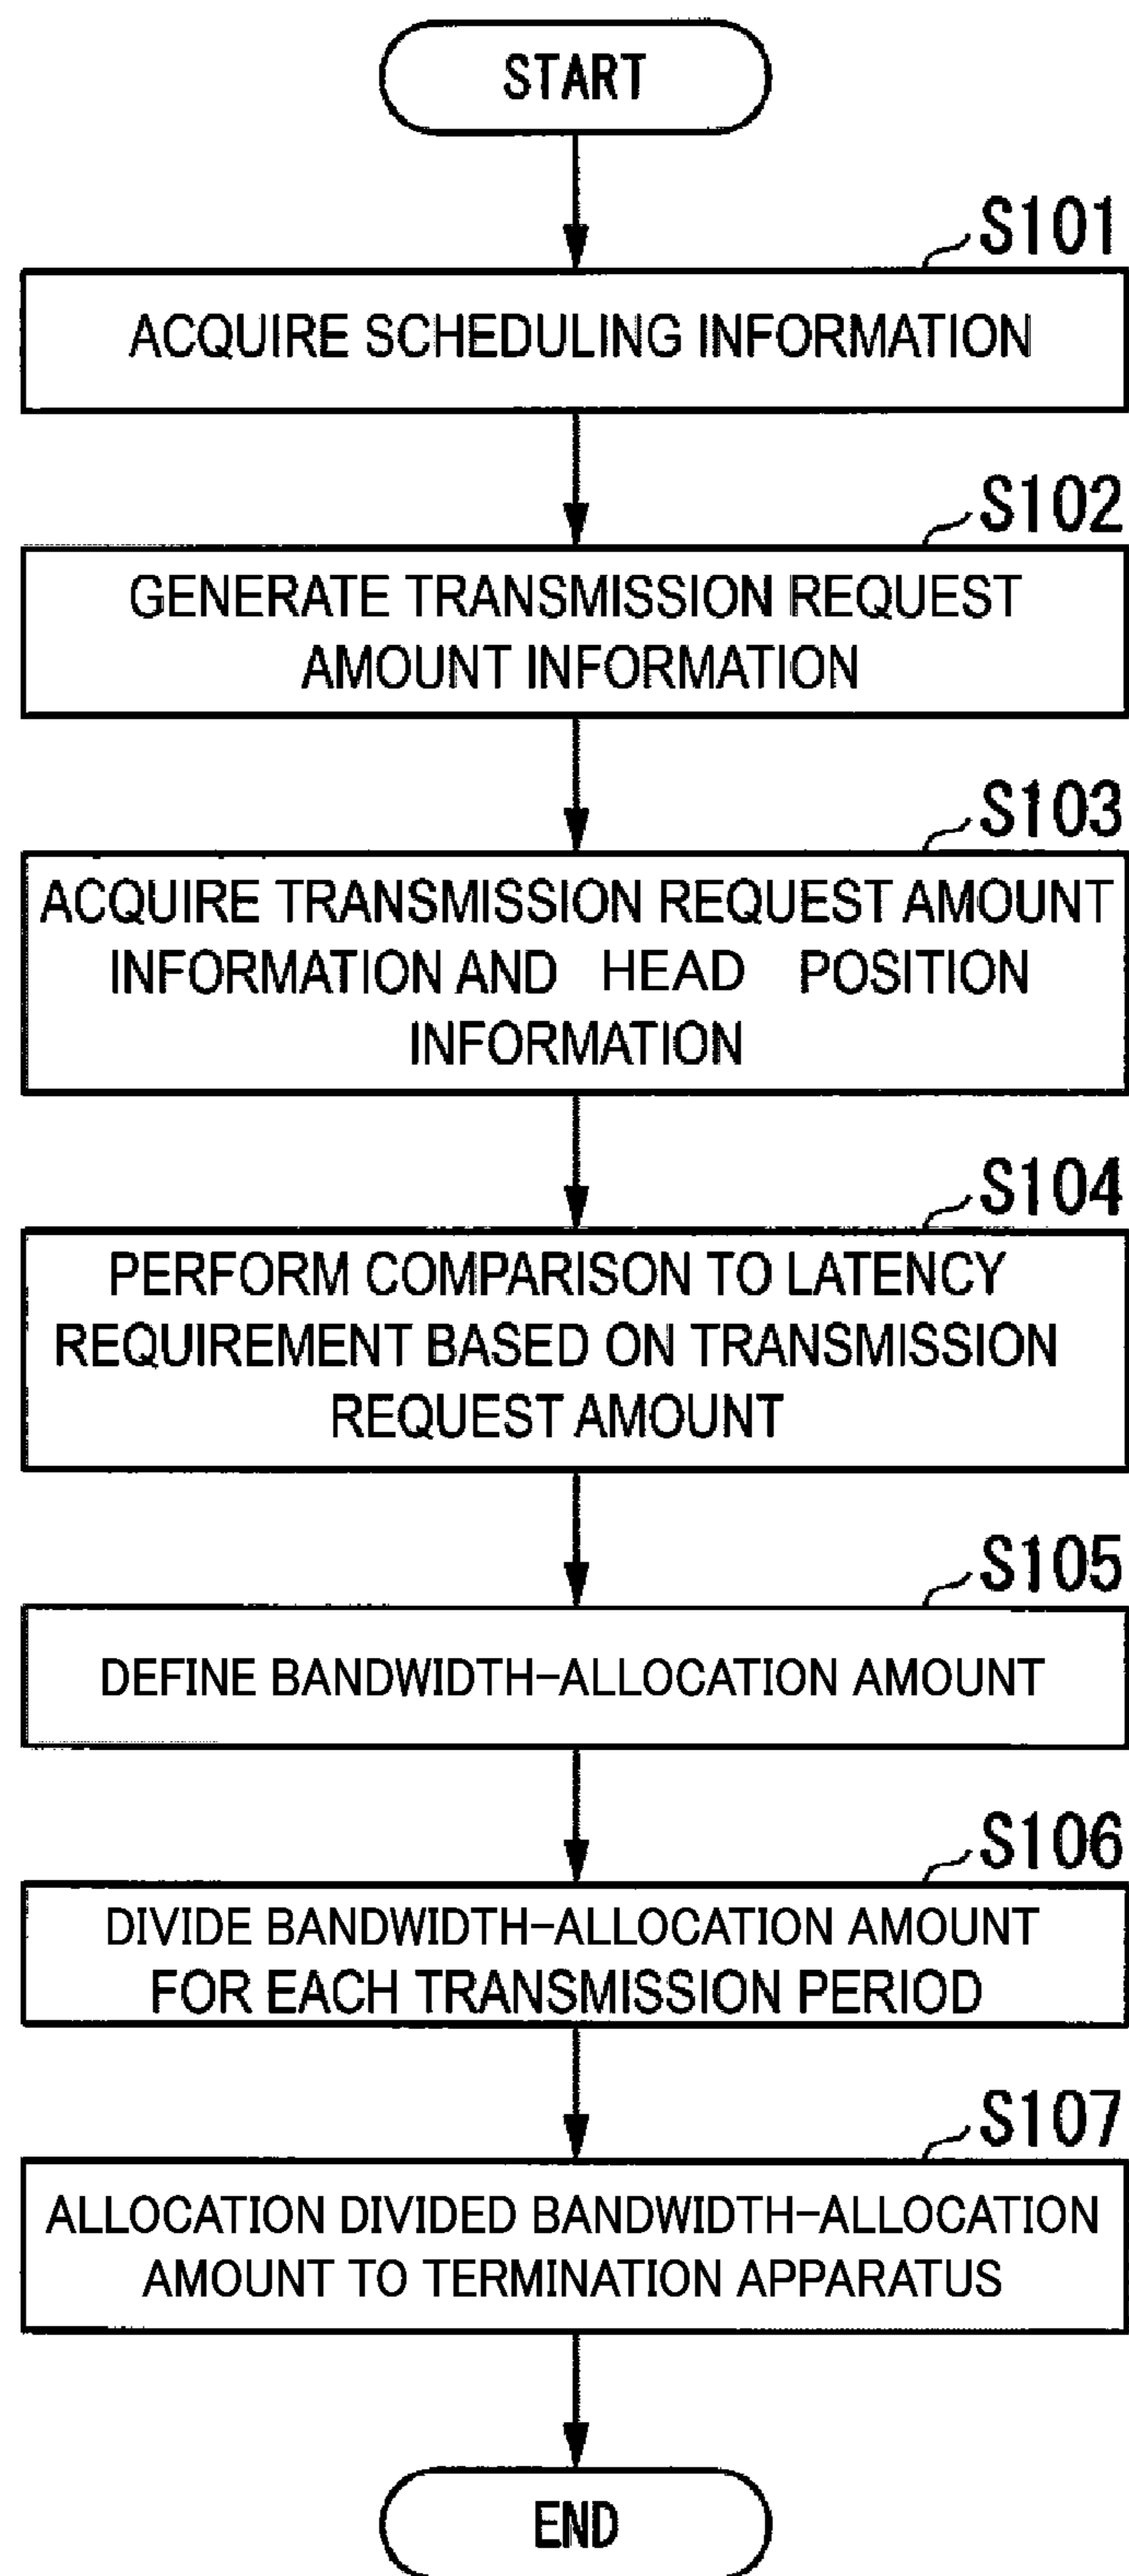 START
S101
ACQUIRE SCHEDULING INFORMATION
S102
GENERATE TRANSMISSION REQUEST
AMOUNT INFORMATION
S103
ACQUIRE TRANSMISSION REQUEST AMOUNT
INFORMATION AND HEAD POSITION
INFORMATION
S104
PERFORM COMPARISON TO LATENCY
REQUIREMENT BASED ON TRANSMISSION
REQUEST AMOUNT
S105
DEFINE BANDWIDTH-ALLOCATION AMOUNT
S106
DIVIDE BANDWIDTH-ALLOCATION AMOUNT
FOR EACH TRANSMISSION PERIOD
S107
ALLOCATION DIVIDED BANDWIDTH-ALLOCATION
AMOUNT TO TERMINATION APPARATUS
END